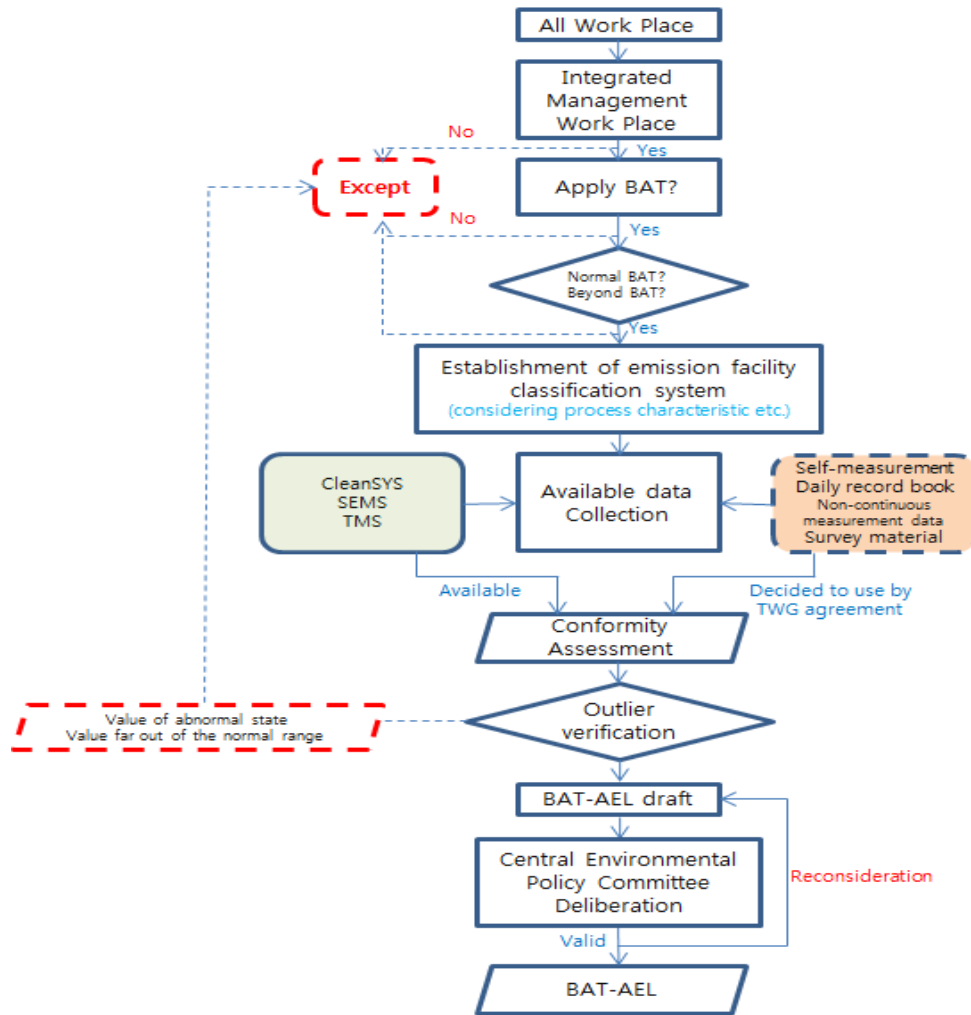 All Work Place
Integrated
Management
Work Place
No
Yes
Except
Apply BAT?
No
Yes
Normal BAT?
Beyond BAT?
Yes
Establishment of emission facility
classification system
(considering process characteristic etc.)
CleanSYS
SEMS
TMS
Available data
Collection
Self-measurement
Daily record book
Non-continuous
measurement data
Survey material
Available
Decided to use by
TWG agreement
Conformity
Assessment
Value of abnormal state
Value far out of the normal range
Outlier
verification
BAT-AEL draft
Central Environmental
Policy Committee
Deliberation
Reconsideration
Valid
BAT-AEL